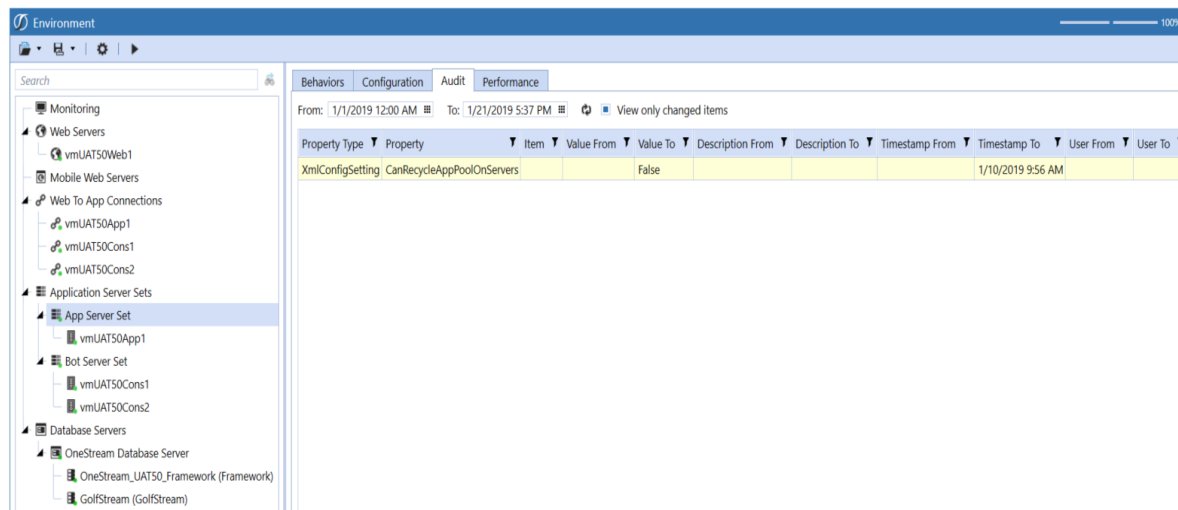 Environment
100%
Search
Monitoring
Web Servers
vmUAT50Web1
Mobile Web Servers
Web To App Connections
vmUAT50App1
vmUAT50Cons1
vmUAT50Cons2
Application Server Sets
App Server Set
vmUAT50App1
Bot Server Set
vmUAT50Cons1
vmUAT50Cons2
Database Servers
OneStream Database Server
OneStream_UAT50_Framework (Framework)
GolfStream (GolfStream)
Behaviors Configuration Audit Performance
From: 1/1/2019 12:00 AM To: 1/21/2019 5:37 PM View only changed items
Property Type Property Item Value From Value To Description From Description To Timestamp From Timestamp To User From User To
XmlConfigSetting CanRecycleAppPoolOnServers False 1/10/2019 9:56 AM